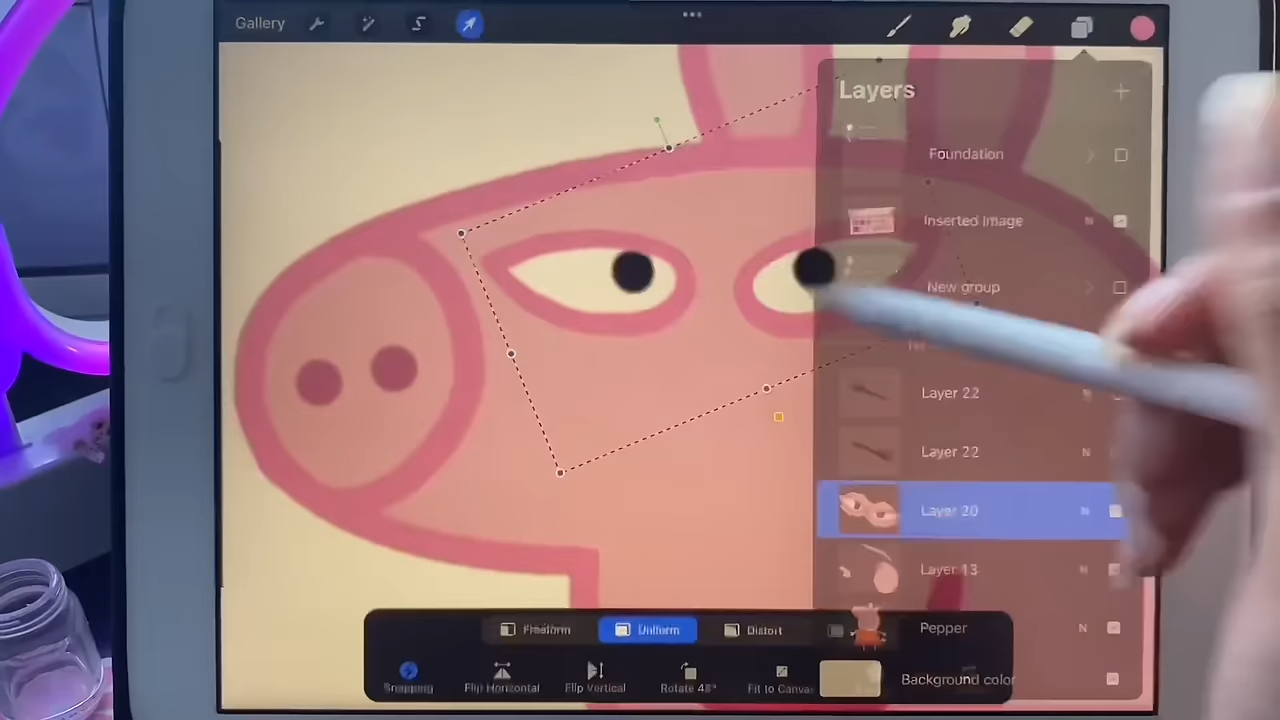 Gallery
Layers
Foundation
Inserted Image N
New group
Layer 22
Layer 22 N
Layer 20 N
Layer 13 N
Pepper N
Background color
Freeform Uniform Distort
Snapping Flip Horizontal Flip Vertical Rotate 45° Fit to Canvas